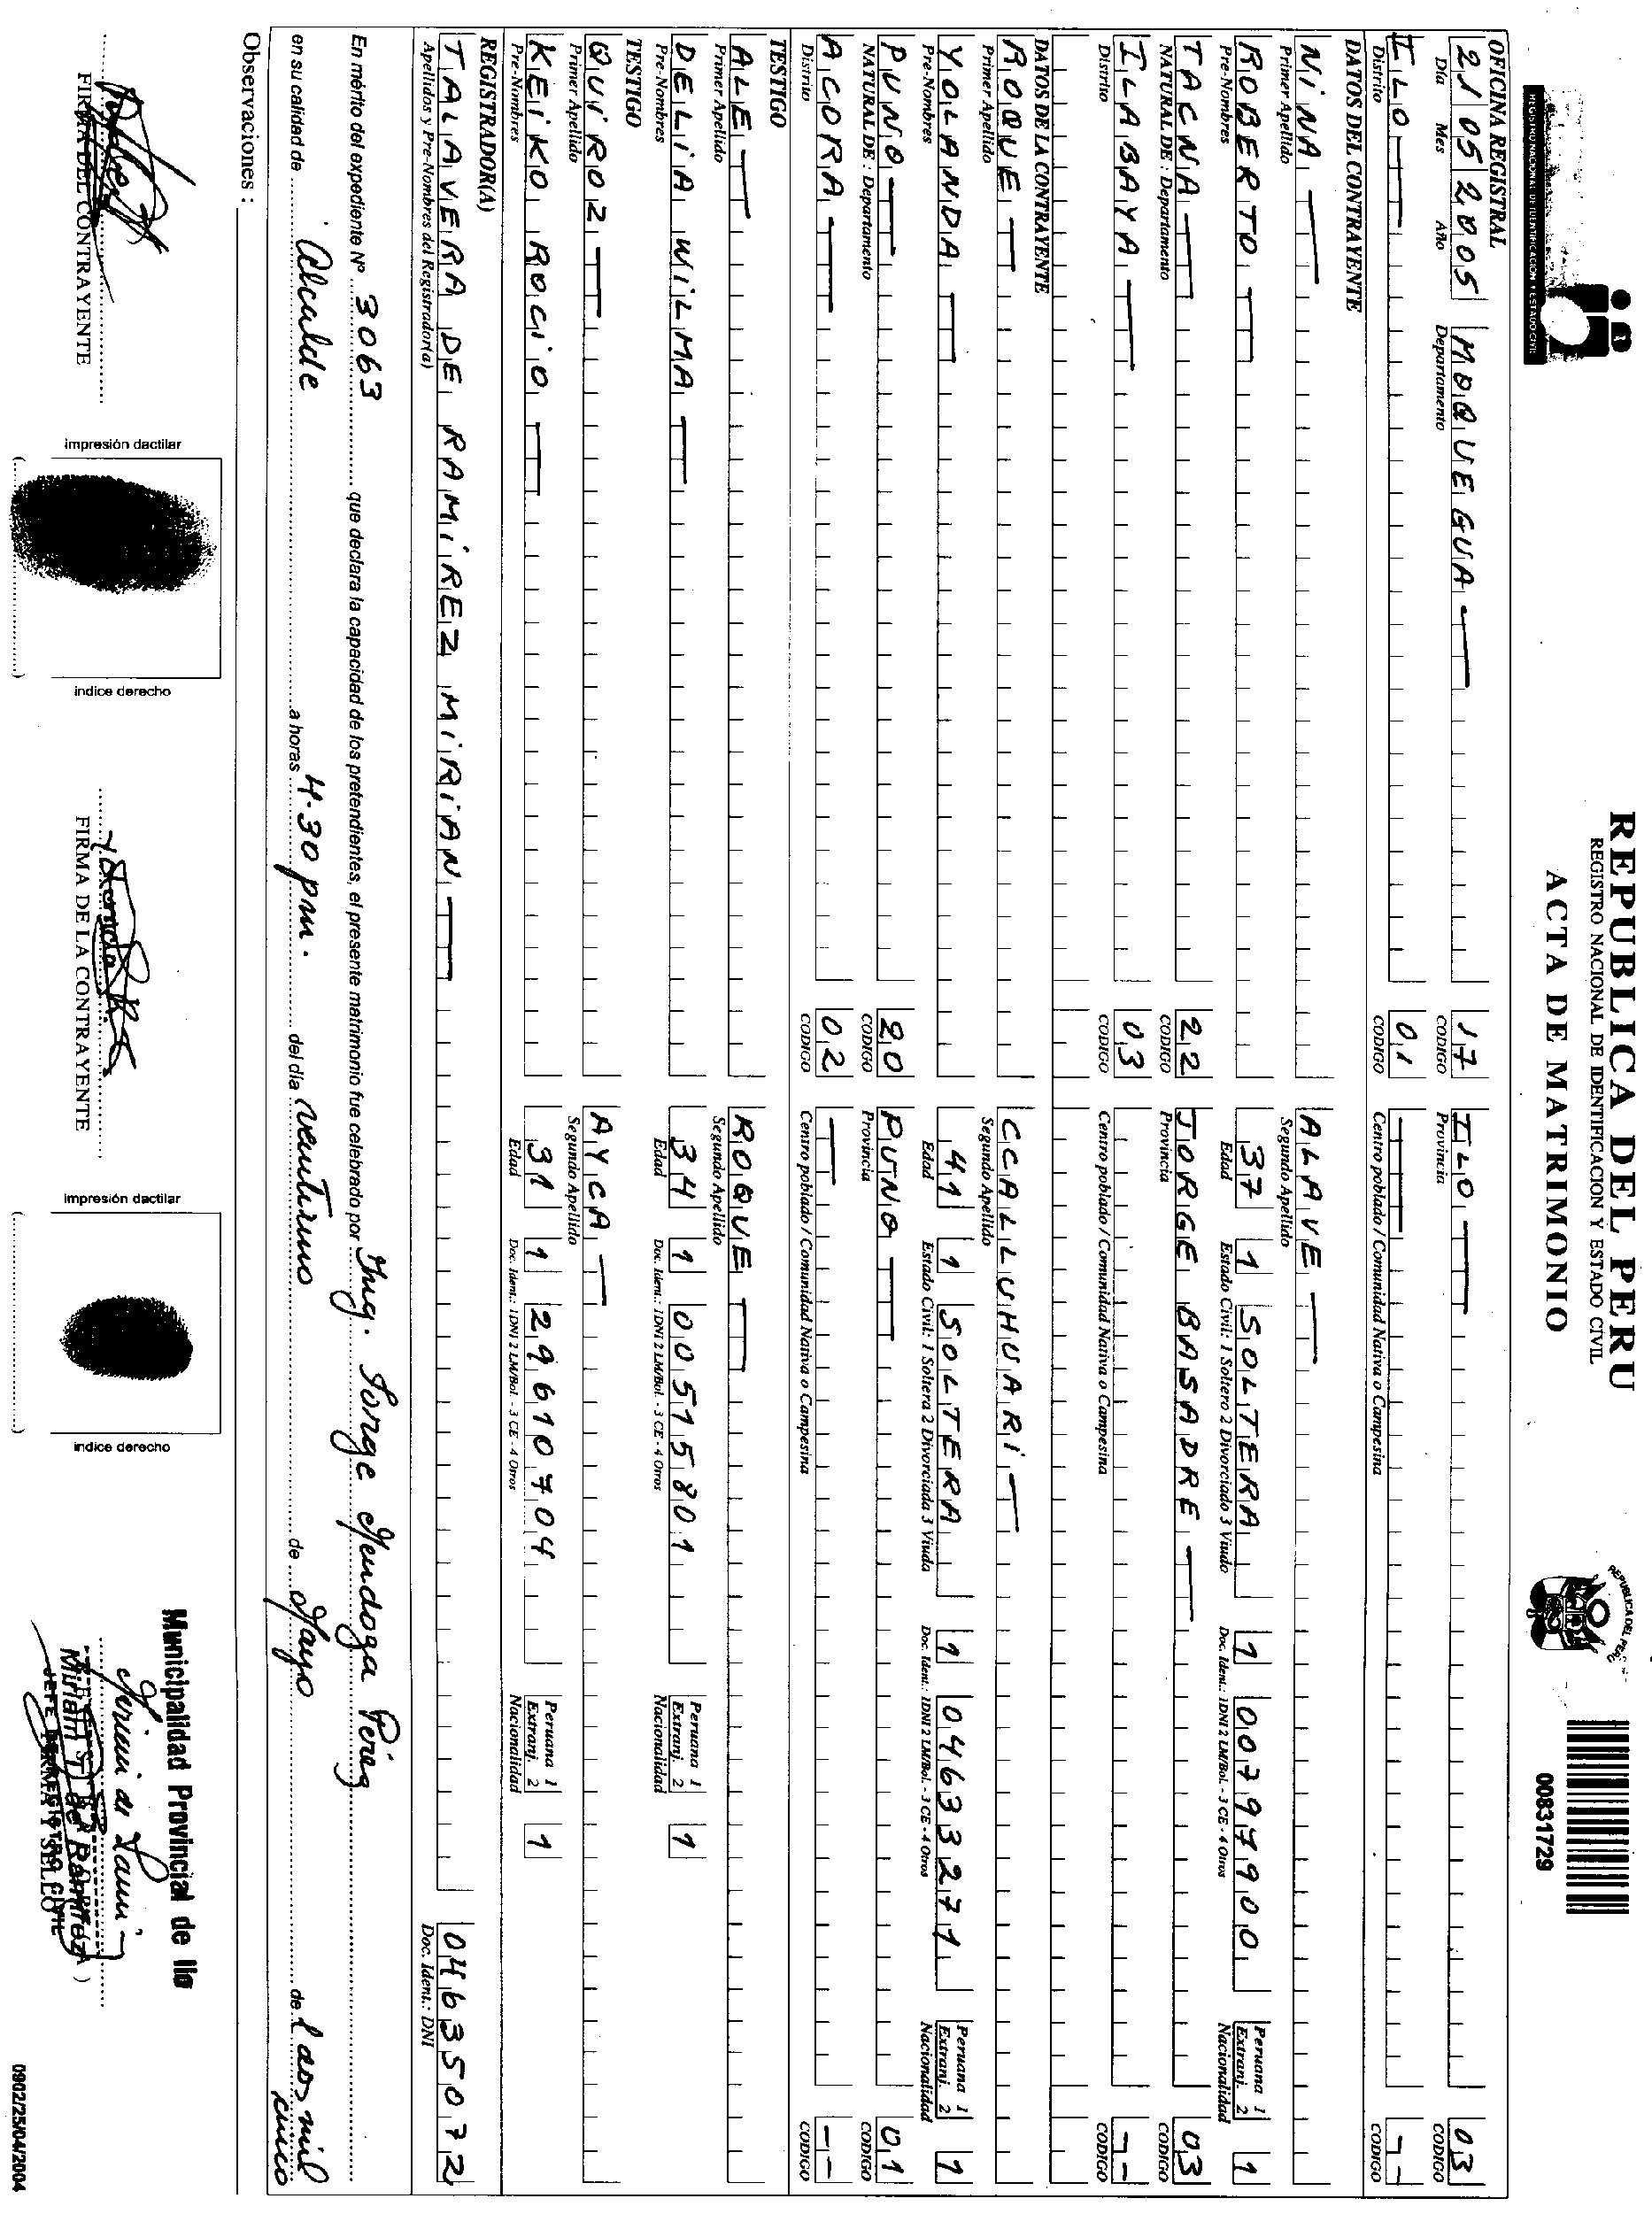 REPUBLICA DEL PERU
REGISTRO NACIONAL DE IDENTIFICACION Y ESTADO CIVIL
ACTA DE MATRIMONIO
REGISTRO NACIONAL DE IDENTIFICACION Y ESTADO CIVIL
REPUBLICA DEL PERU
00831729
OFICINA REGISTRAL
21 05 2005 MOQUEGUA 17 ILO 03
Día Mes Año Departamento CODIGO Provincia CODIGO
ILO 01 --
Distrito CODIGO Centro poblado / Comunidad Nativa o Campesina CODIGO
DATOS DEL CONTRAYENTE
NiNA ALAVE
Primer Apellido Segundo Apellido
ROBERTO 37 1 SOLTERA 1 00797900 Peruana 1 Extranj. 2 1
Pre-Nombres Edad Estado Civil: 1 Soltero 2 Divorciado 3 Viudo Doc. Ident.: 1DNI 2 LM/Bol. - 3 CE - 4 Otros Nacionalidad
TACNA 22 JORGE BASADRE 03
NATURAL DE : Departamento CODIGO Provincia CODIGO
ILABAYA 03 --
Distrito CODIGO Centro poblado / Comunidad Nativa o Campesina CODIGO
DATOS DE LA CONTRAYENTE
ROQUE CCALLUHUARi
Primer Apellido Segundo Apellido
YOLANDA 41 1 SOLTERA 1 04633271 Peruana 1 Extranj. 2 1
Pre-Nombres Edad Estado Civil: 1 Soltera 2 Divorciada 3 Viuda Doc. Ident.: 1DNI 2 LM/Bol. - 3 CE - 4 Otros Nacionalidad
PUNO 20 PUNO 01
NATURAL DE : Departamento CODIGO Provincia CODIGO
ACORA 02 --
Distrito CODIGO Centro poblado / Comunidad Nativa o Campesina CODIGO
TESTIGO
ALE ROQUE
Primer Apellido Segundo Apellido
DELiA WiLMA 34 1 00515801 Peruana 1 Extranj. 2 1
Pre-Nombres Edad Doc. Ident.: 1DNI 2 LM/Bol. - 3 CE - 4 Otros Nacionalidad
TESTIGO
QUiROZ AYCA
Primer Apellido Segundo Apellido
KEiKO ROCiO 31 1 29610704 Peruana 1 Extranj. 2 1
Pre-Nombres Edad Doc. Ident.: 1DNI 2 LM/Bol. - 3 CE - 4 Otros Nacionalidad
REGISTRADOR(A)
TALAVERA DE RAMiREZ MiRiAN 04635072
Apellidos y Pre-Nombres del Registrador(a) Doc. Ident.: DNI
En mérito del expediente Nº 3063 que declara la capacidad de los pretendientes, el presente matrimonio fue celebrado por Ing. Jorge Mendoza Pérez
en su calidad de Alcalde a horas 4.30 pm. del día veintiuno de Mayo de l dos mil cinco
Observaciones :
impresión dactilar impresión dactilar Municipalidad Provincial de Ilo
FIRMA DEL CONTRAYENTE FIRMA DE LA CONTRAYENTE
JEFE DE REGISTRO CIVIL
FIRMA Y SELLO
indice derecho indice derecho
0902/25/04/2004